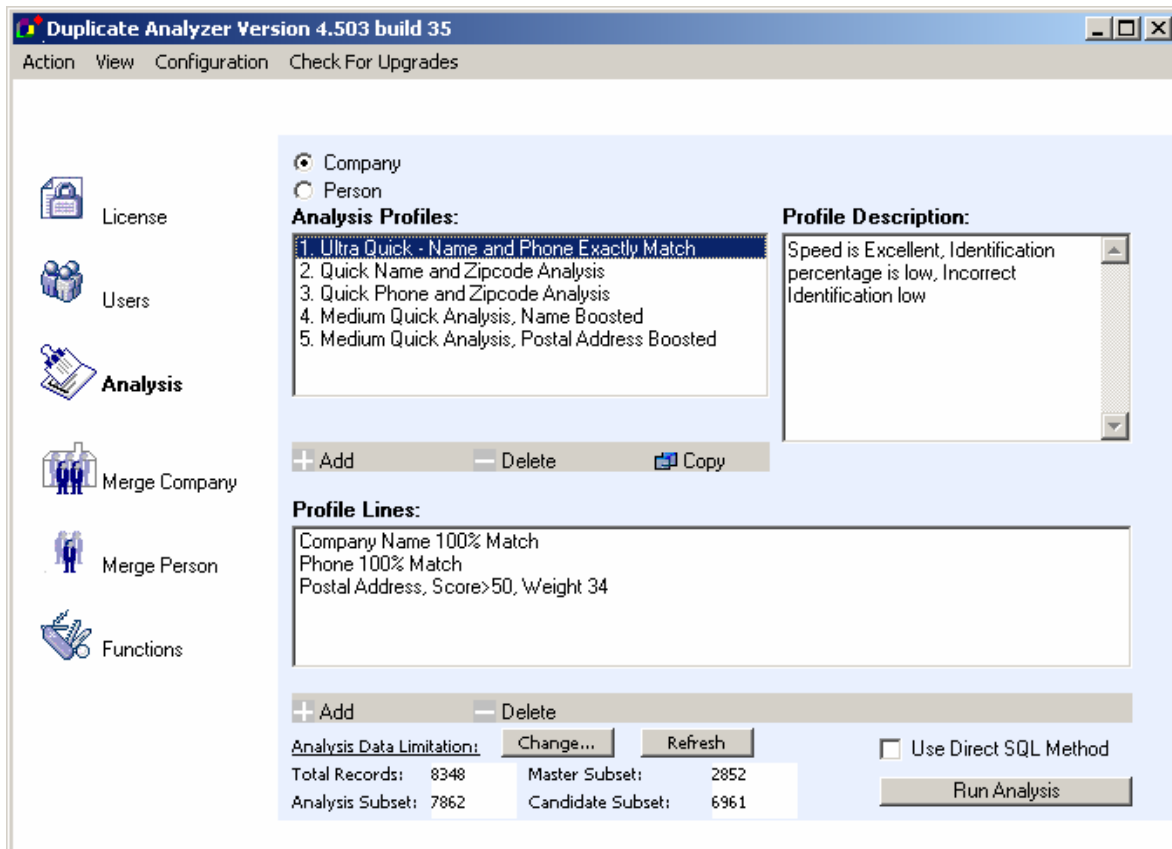 Duplicate Analyzer Version 4.503 build 35
Action View Configuration Check For Upgrades
License
Users
Analysis
Merge Company
Merge Person
Functions
Company
Person
Analysis Profiles:
1. Ultra Quick - Name and Phone Exactly Match
2. Quick Name and Zipcode Analysis
3. Quick Phone and Zipcode Analysis
4. Medium Quick Analysis, Name Boosted
5. Medium Quick Analysis, Postal Address Boosted
Profile Description:
Speed is Excellent, Identification
percentage is low, Incorrect
Identification low
Add Delete Copy
Profile Lines:
Company Name 100% Match
Phone 100% Match
Postal Address, Score>50, Weight 34
Add Delete
Analysis Data Limitation: Change... Refresh
Use Direct SQL Method
Total Records: 8348 Master Subset: 2852
Analysis Subset: 7862 Candidate Subset: 6961
Run Analysis